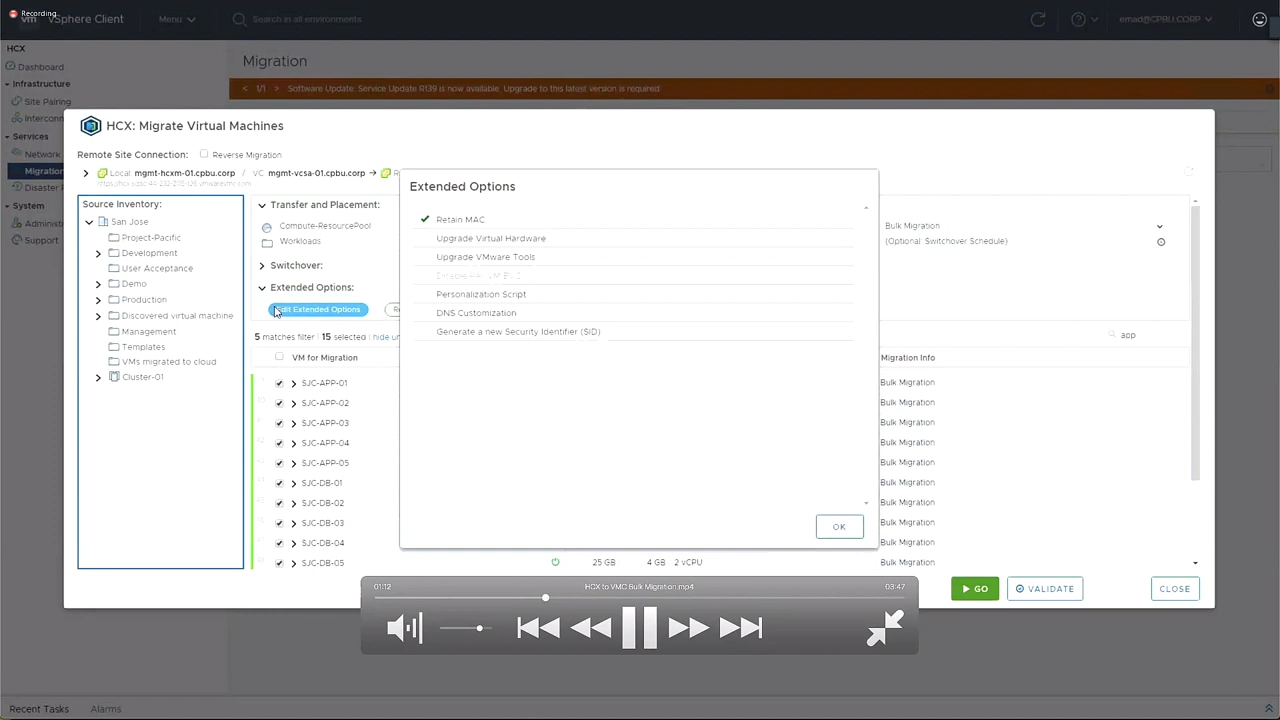 Recording
vm vSphere Client
Menu
Search in all environments
emad@CPBU.CORP
HCX
Dashboard
Infrastructure
Site Pairing
Interconn
Services
Network
Migration
Disaster
System
Administ
Support
Migration
1/1 Software Update: Service Update R139 is now available. Upgrade to this latest version is required
HCX: Migrate Virtual Machines
Remote Site Connection:
Reverse Migration
Local mgmt-hcxm-01.cpbu.corp / VC mgmt-vcsa-01.cpbu.corp → R
Source Inventory:
San Jose
Project-Pacific
Development
User Acceptance
Demo
Production
Discovered virtual machine
Management
Templates
VMs migrated to cloud
Cluster-01
Transfer and Placement:
Compute-ResourcePool
Workloads
Bulk Migration
(Optional: Switchover Schedule)
Switchover:
Extended Options:
Edit Extended Options
5 matches filter | 15 selected | hide un
app
VM for Migration
Migration Info
SJC-APP-01 Bulk Migration
SJC-APP-02 Bulk Migration
SJC-APP-03 Bulk Migration
SJC-APP-04 Bulk Migration
SJC-APP-05 Bulk Migration
SJC-DB-01 Bulk Migration
SJC-DB-02 Bulk Migration
SJC-DB-03 Bulk Migration
SJC-DB-04 Bulk Migration
SJC-DB-05 25 GB 4 GB 2 vCPU Bulk Migration
Extended Options
Retain MAC
Upgrade Virtual Hardware
Upgrade VMware Tools
Personalization Script
DNS Customization
Generate a new Security Identifier (SID)
OK
GO
VALIDATE
CLOSE
01:12
HCX to VMC Bulk Migration.mp4
03:47
Recent Tasks
Alarms